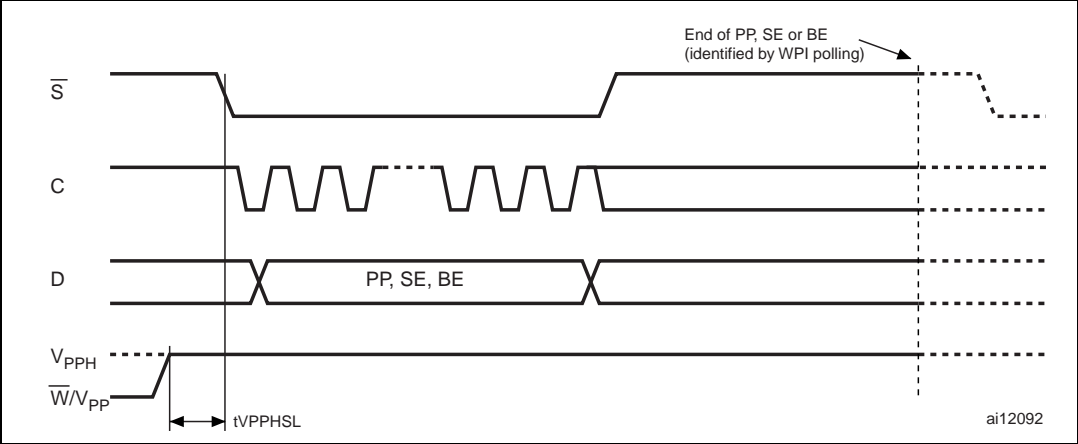 End of PP, SE or BE
(identified by WPI polling)
S̅
C
D
PP, SE, BE
VPPH
W̅/VPP
tVPPHSL
ai12092